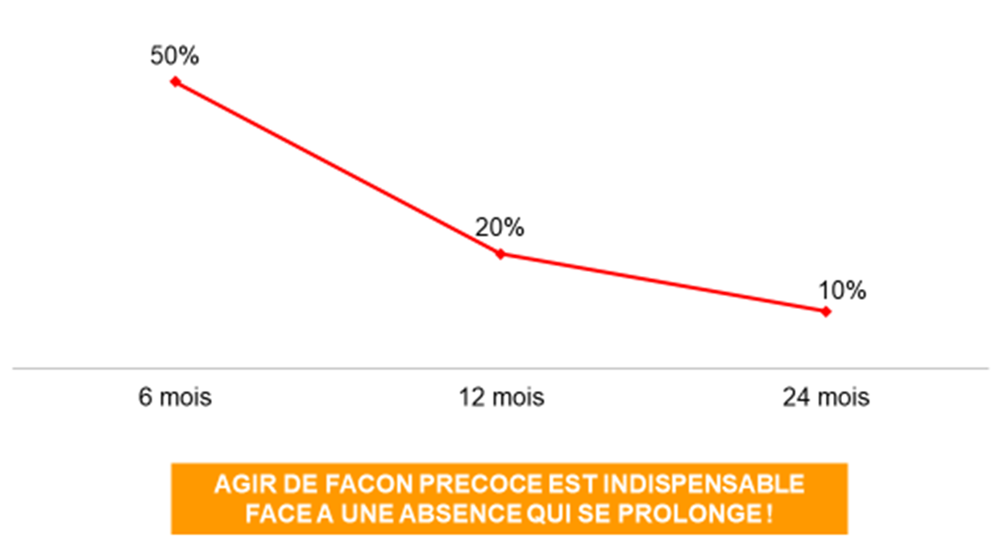 50%
20%
10%
6 mois
12 mois
24 mois
AGIR DE FACON PRECOCE EST INDISPENSABLE
FACE A UNE ABSENCE QUI SE PROLONGE !